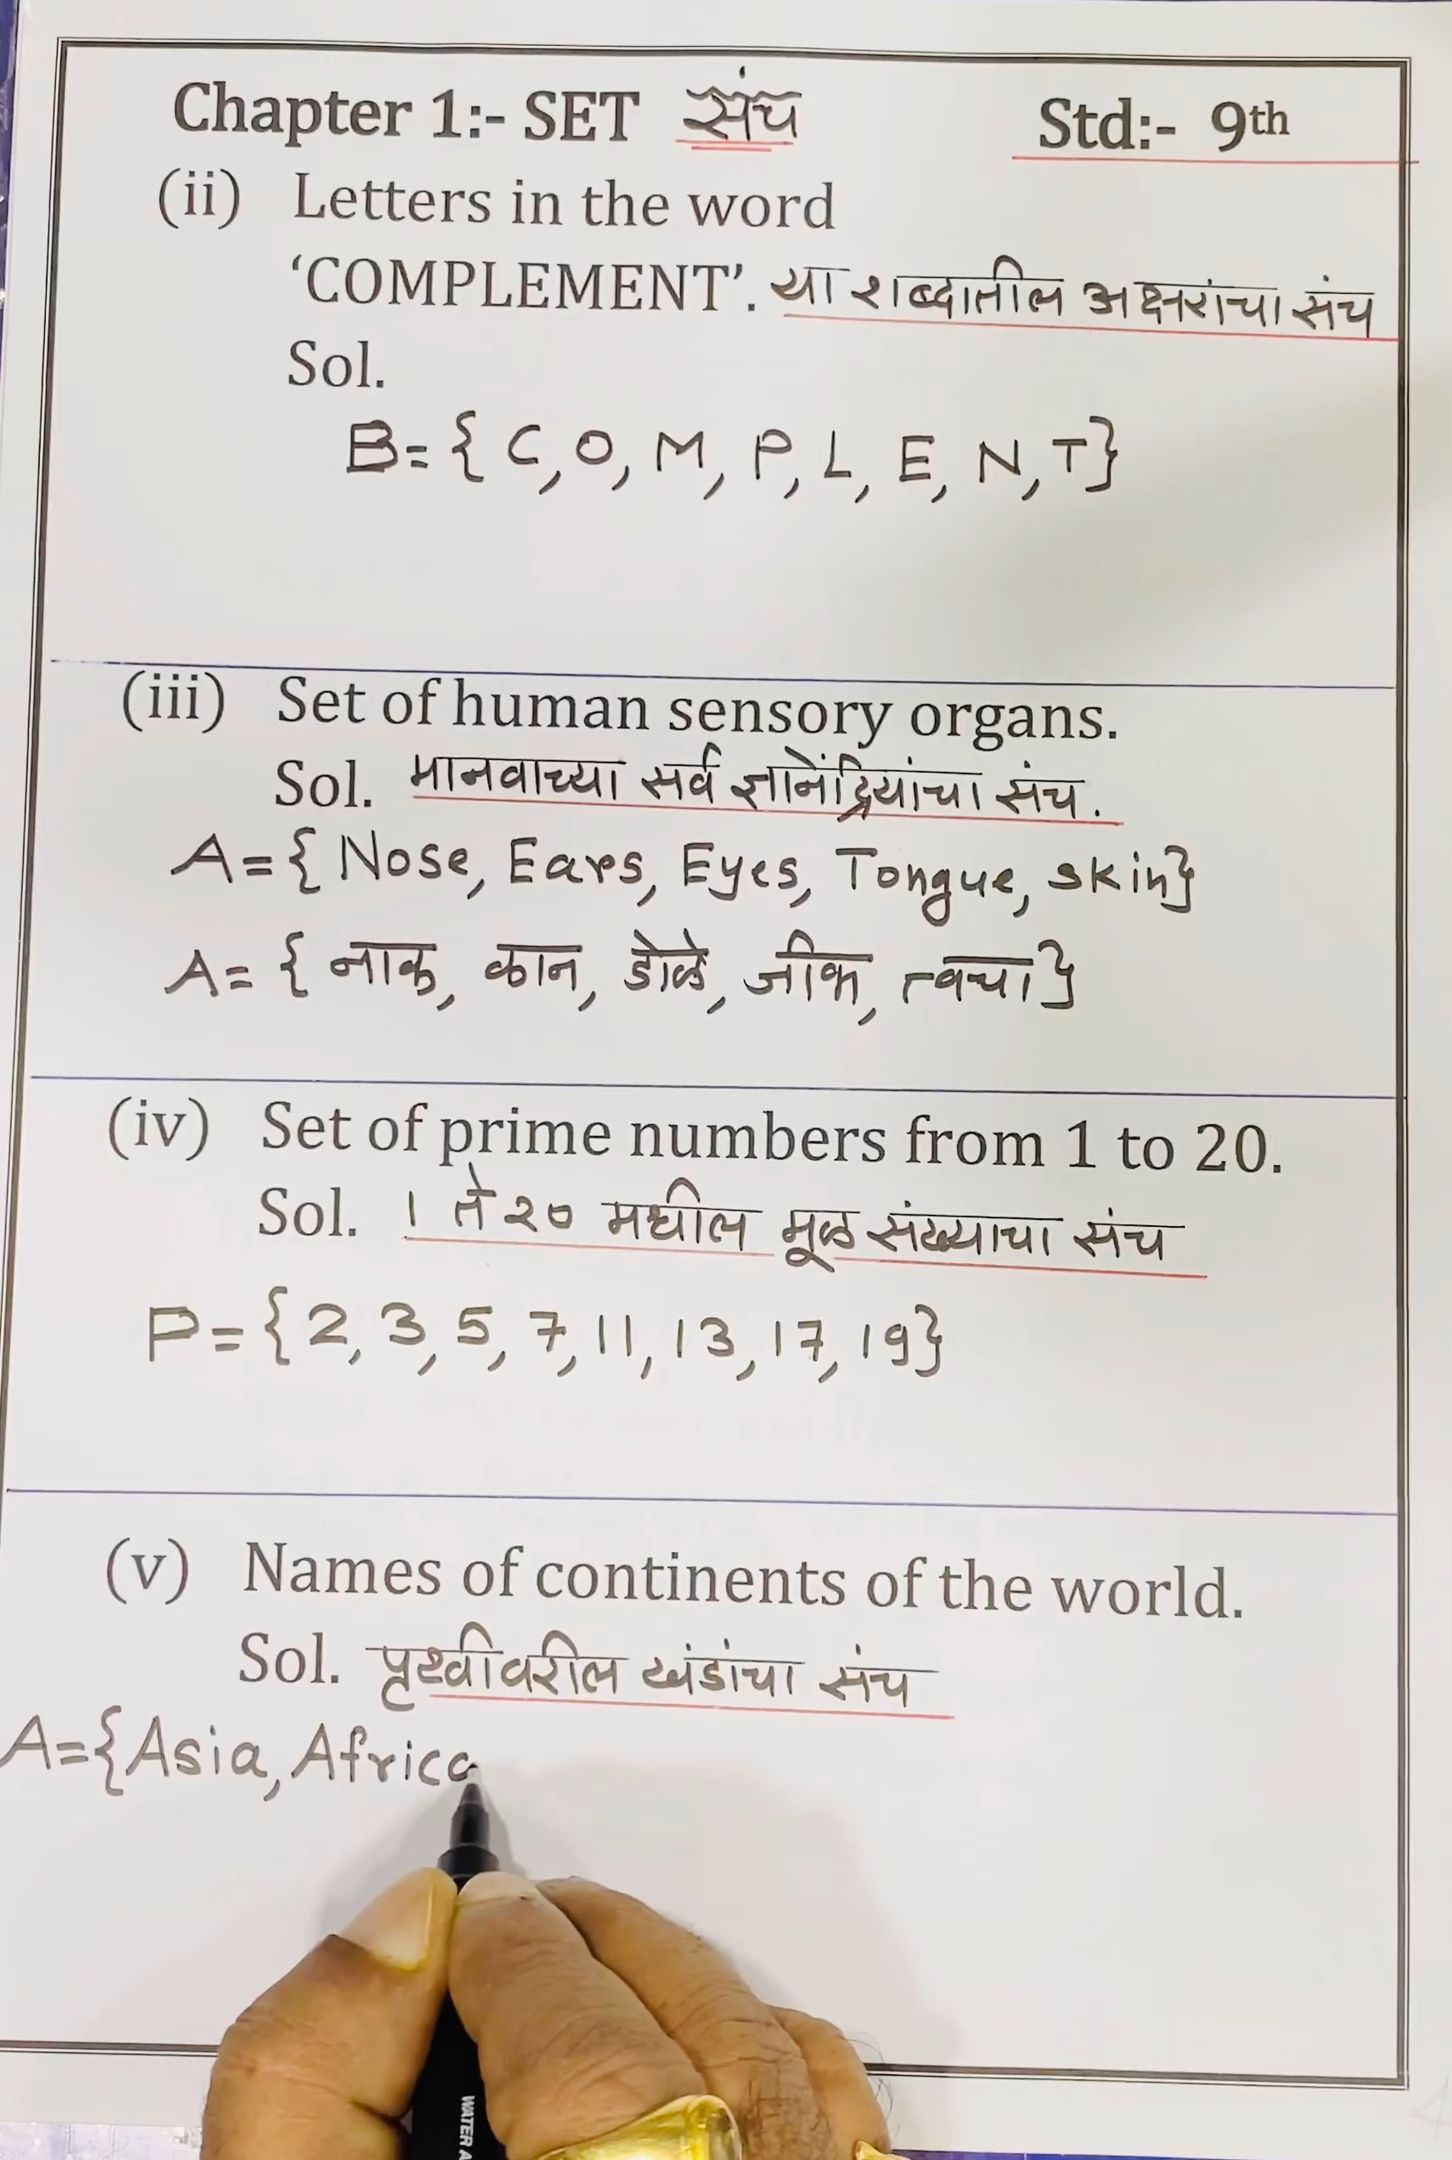 Chapter 1:- SET संच Std:- 9th
(ii) Letters in the word
‘COMPLEMENT’. या शब्दातील अक्षरांचा संच
Sol.
B= { C, O, M, P, L, E, N, T}
(iii) Set of human sensory organs.
Sol. मानवाच्या सर्व ज्ञानेंद्रियांचा संच.
A= { Nose, Ears, Eyes, Tongue, skin}
A= { नाक, कान, डोळे, जीभ, त्वचा}
(iv) Set of prime numbers from 1 to 20.
Sol. 1 ते २० मधील मूळ संख्याचा संच
P= {2, 3, 5, 7, 11, 13, 17, 19}
(v) Names of continents of the world.
Sol. पृथ्वीवरील खंडांचा संच
A={Asia, Africa
WATER